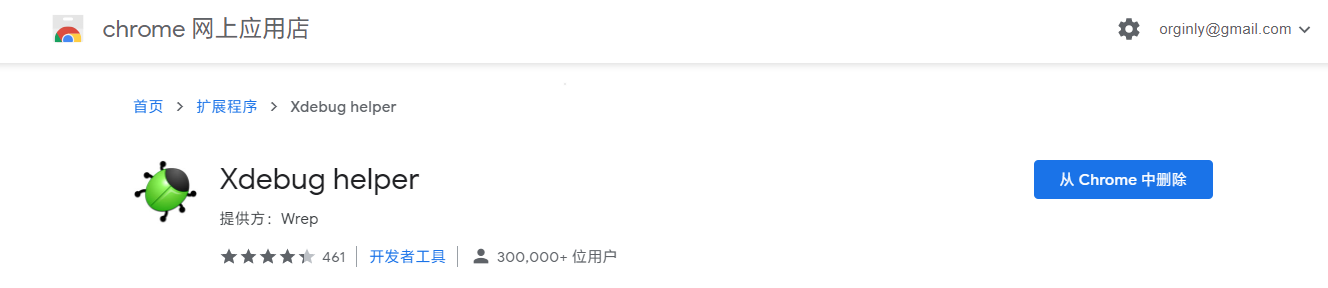 chrome 网上应用店
orginly@gmail.com
首页 > 扩展程序 > Xdebug helper
Xdebug helper
从 Chrome 中删除
提供方：Wrep
461 开发者工具 300,000+ 位用户